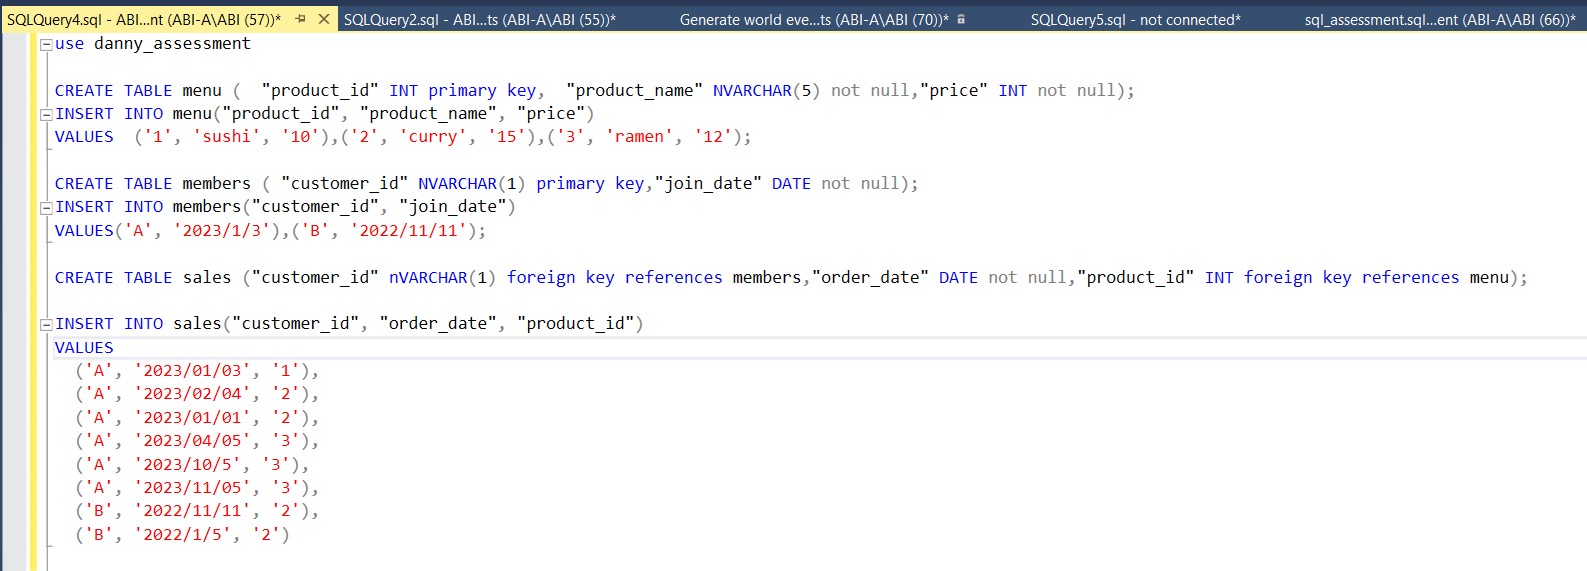 SQLQuery4.sql - ABI...nt (ABI-A\ABI (57))* SQLQuery2.sql - ABI...ts (ABI-A\ABI (55))* Generate world eve...ts (ABI-A\ABI (70))* SQLQuery5.sql - not connected* sql_assessment.sql...ent (ABI-A\ABI (66))*
use danny_assessment
CREATE TABLE menu (  "product_id" INT primary key,  "product_name" NVARCHAR(5) not null,"price" INT not null);
INSERT INTO menu("product_id", "product_name", "price")
VALUES  ('1', 'sushi', '10'),('2', 'curry', '15'),('3', 'ramen', '12');
CREATE TABLE members ( "customer_id" NVARCHAR(1) primary key,"join_date" DATE not null);
INSERT INTO members("customer_id", "join_date")
VALUES('A', '2023/1/3'),('B', '2022/11/11');
CREATE TABLE sales ("customer_id" nVARCHAR(1) foreign key references members,"order_date" DATE not null,"product_id" INT foreign key references menu);
INSERT INTO sales("customer_id", "order_date", "product_id")
VALUES
('A', '2023/01/03', '1'),
('A', '2023/02/04', '2'),
('A', '2023/01/01', '2'),
('A', '2023/04/05', '3'),
('A', '2023/10/5', '3'),
('A', '2023/11/05', '3'),
('B', '2022/11/11', '2'),
('B', '2022/1/5', '2')